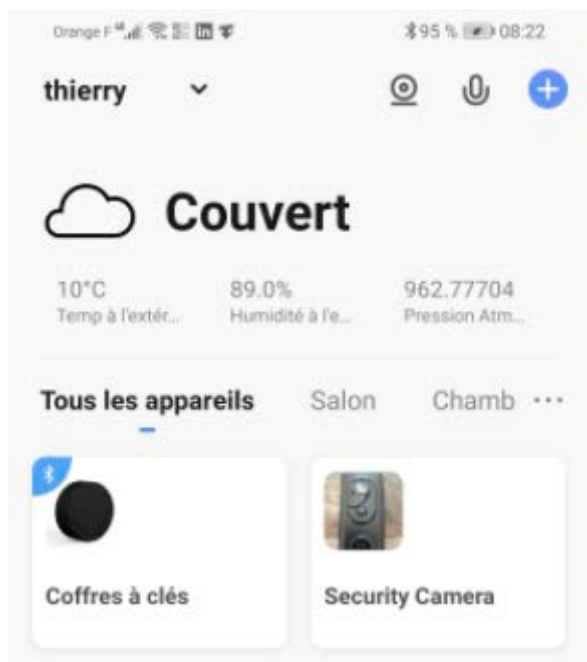 Orange F 95 % 08:22
thierry
Couvert
10°C 89.0% 962.77704
Temp à l'extér... Humidité à l'e... Pression Atm...
Tous les appareils Salon Chamb ...
Coffres à clés Security Camera